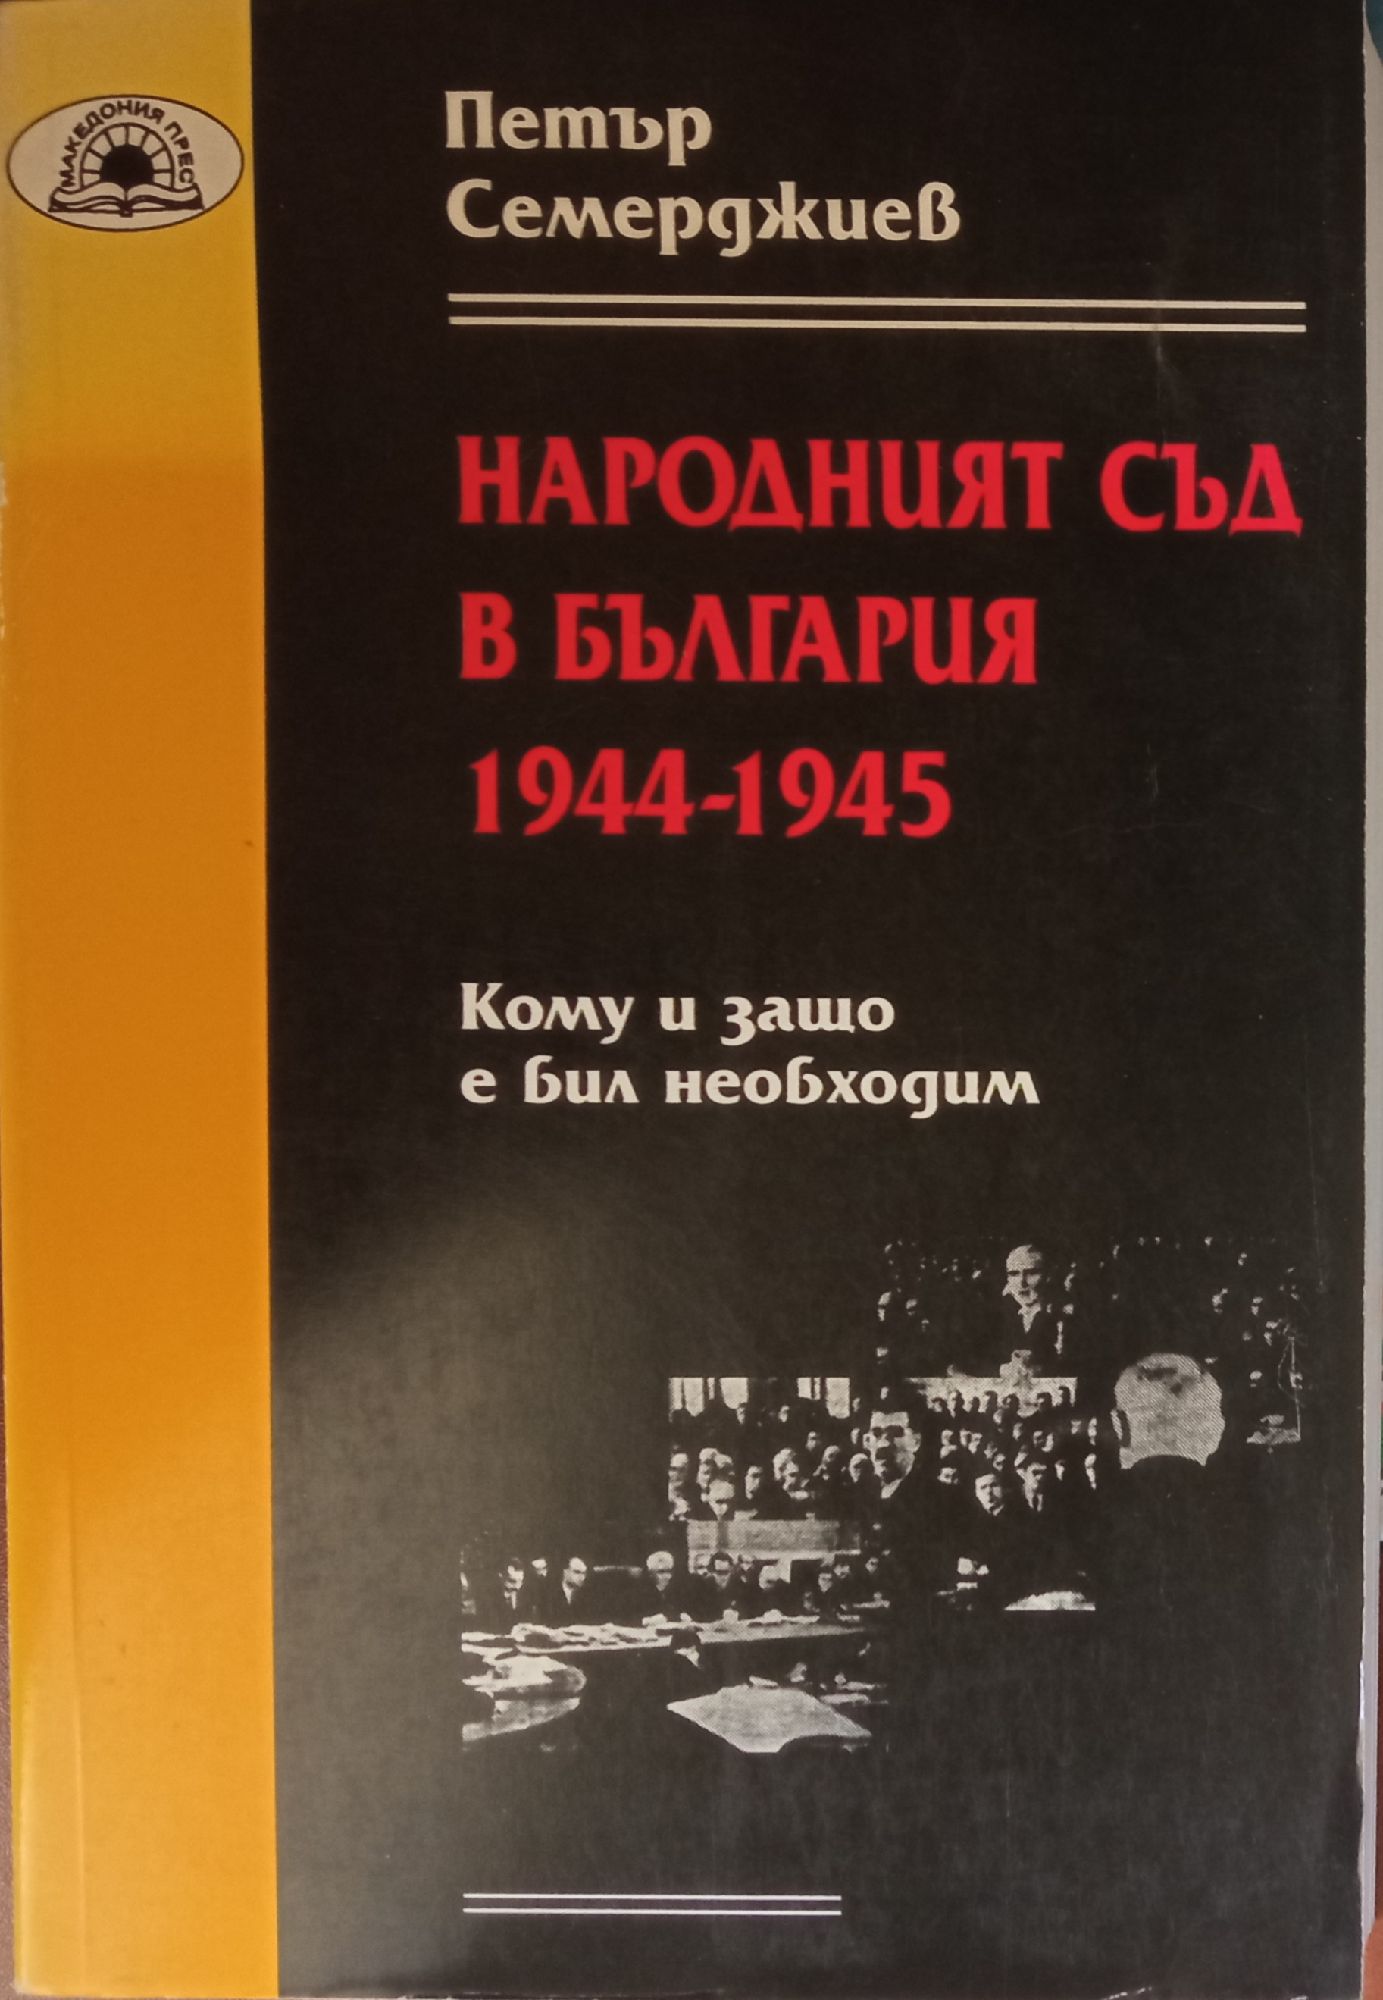 МАКЕДОНИЯ ПРЕС
Петър
Семерджиев
НАРОДНИЯТ СЪД
В БЪЛГАРИЯ
1944-1945
Кому и защо
е бил необходим